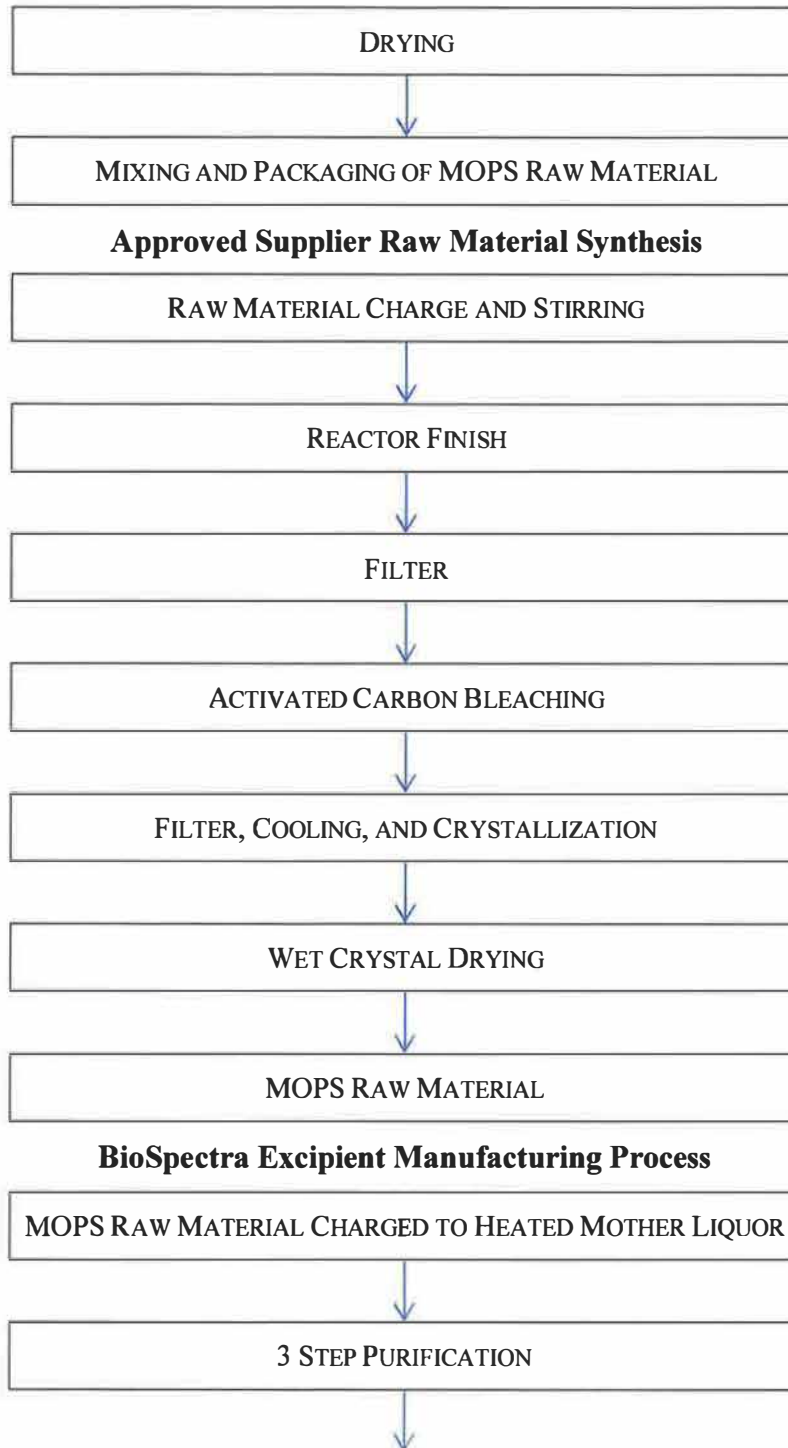 DRYING
MIXING AND PACKAGING OF MOPS RAW MATERIAL
Approved Supplier Raw Material Synthesis
RAW MATERIAL CHARGE AND STIRRING
REACTOR FINISH
FILTER
ACTIVATED CARBON BLEACHING
FILTER, COOLING, AND CRYSTALLIZATION
WET CRYSTAL DRYING
MOPS RAW MATERIAL
BioSpectra Excipient Manufacturing Process
MOPS RAW MATERIAL CHARGED TO HEATED MOTHER LIQUOR
3 STEP PURIFICATION